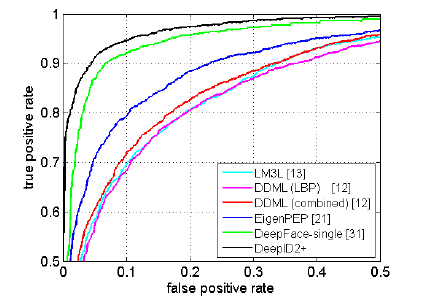 1
0.9
0.8
0.7
0.6
0.5
true positive rate
LM3L [13]
DDML (LBP) [12]
DDML (combined) [12]
EigenPEP [21]
DeepFace-single [31]
DeepID2+
0 0.1 0.2 0.3 0.4 0.5
false positive rate